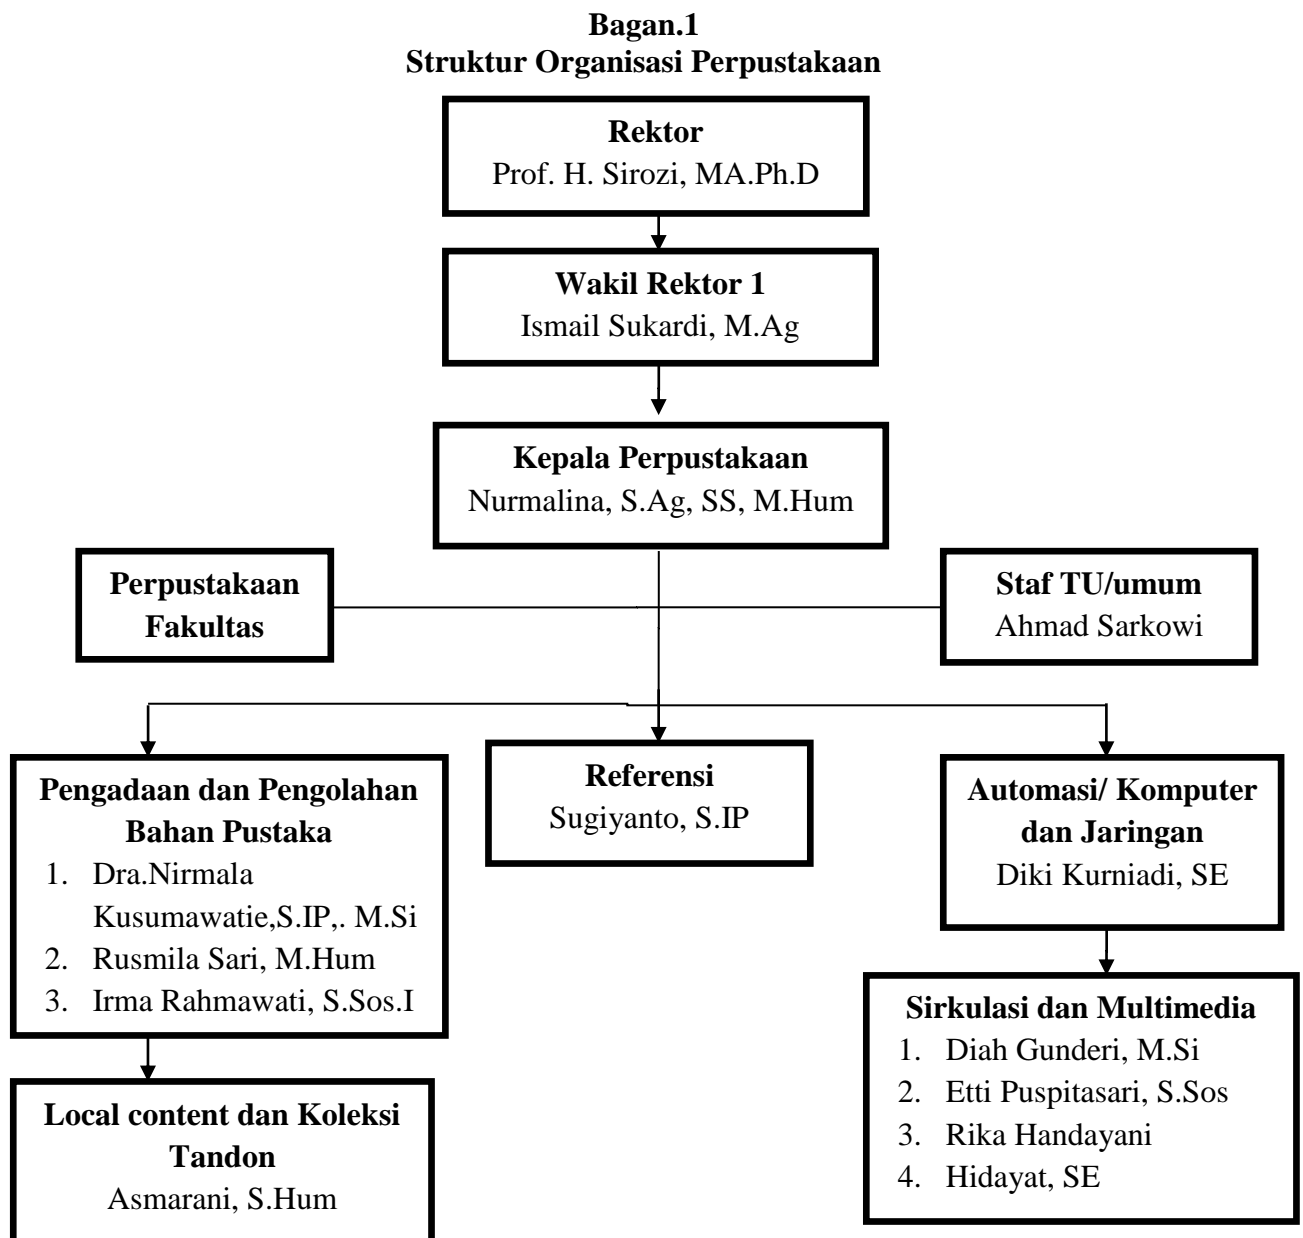 Bagan.1
Struktur Organisasi Perpustakaan
Rektor
Prof. H. Sirozi, MA.Ph.D
Wakil Rektor 1
Ismail Sukardi, M.Ag
Kepala Perpustakaan
Nurmalina, S.Ag, SS, M.Hum
Perpustakaan
Fakultas
Staf TU/umum
Ahmad Sarkowi
Pengadaan dan Pengolahan
Bahan Pustaka
1. Dra.Nirmala
Kusumawatie,S.IP,. M.Si
2. Rusmila Sari, M.Hum
3. Irma Rahmawati, S.Sos.I
Referensi
Sugiyanto, S.IP
Automasi/ Komputer
dan Jaringan
Diki Kurniadi, SE
Local content dan Koleksi
Tandon
Asmarani, S.Hum
Sirkulasi dan Multimedia
1. Diah Gunderi, M.Si
2. Etti Puspitasari, S.Sos
3. Rika Handayani
4. Hidayat, SE